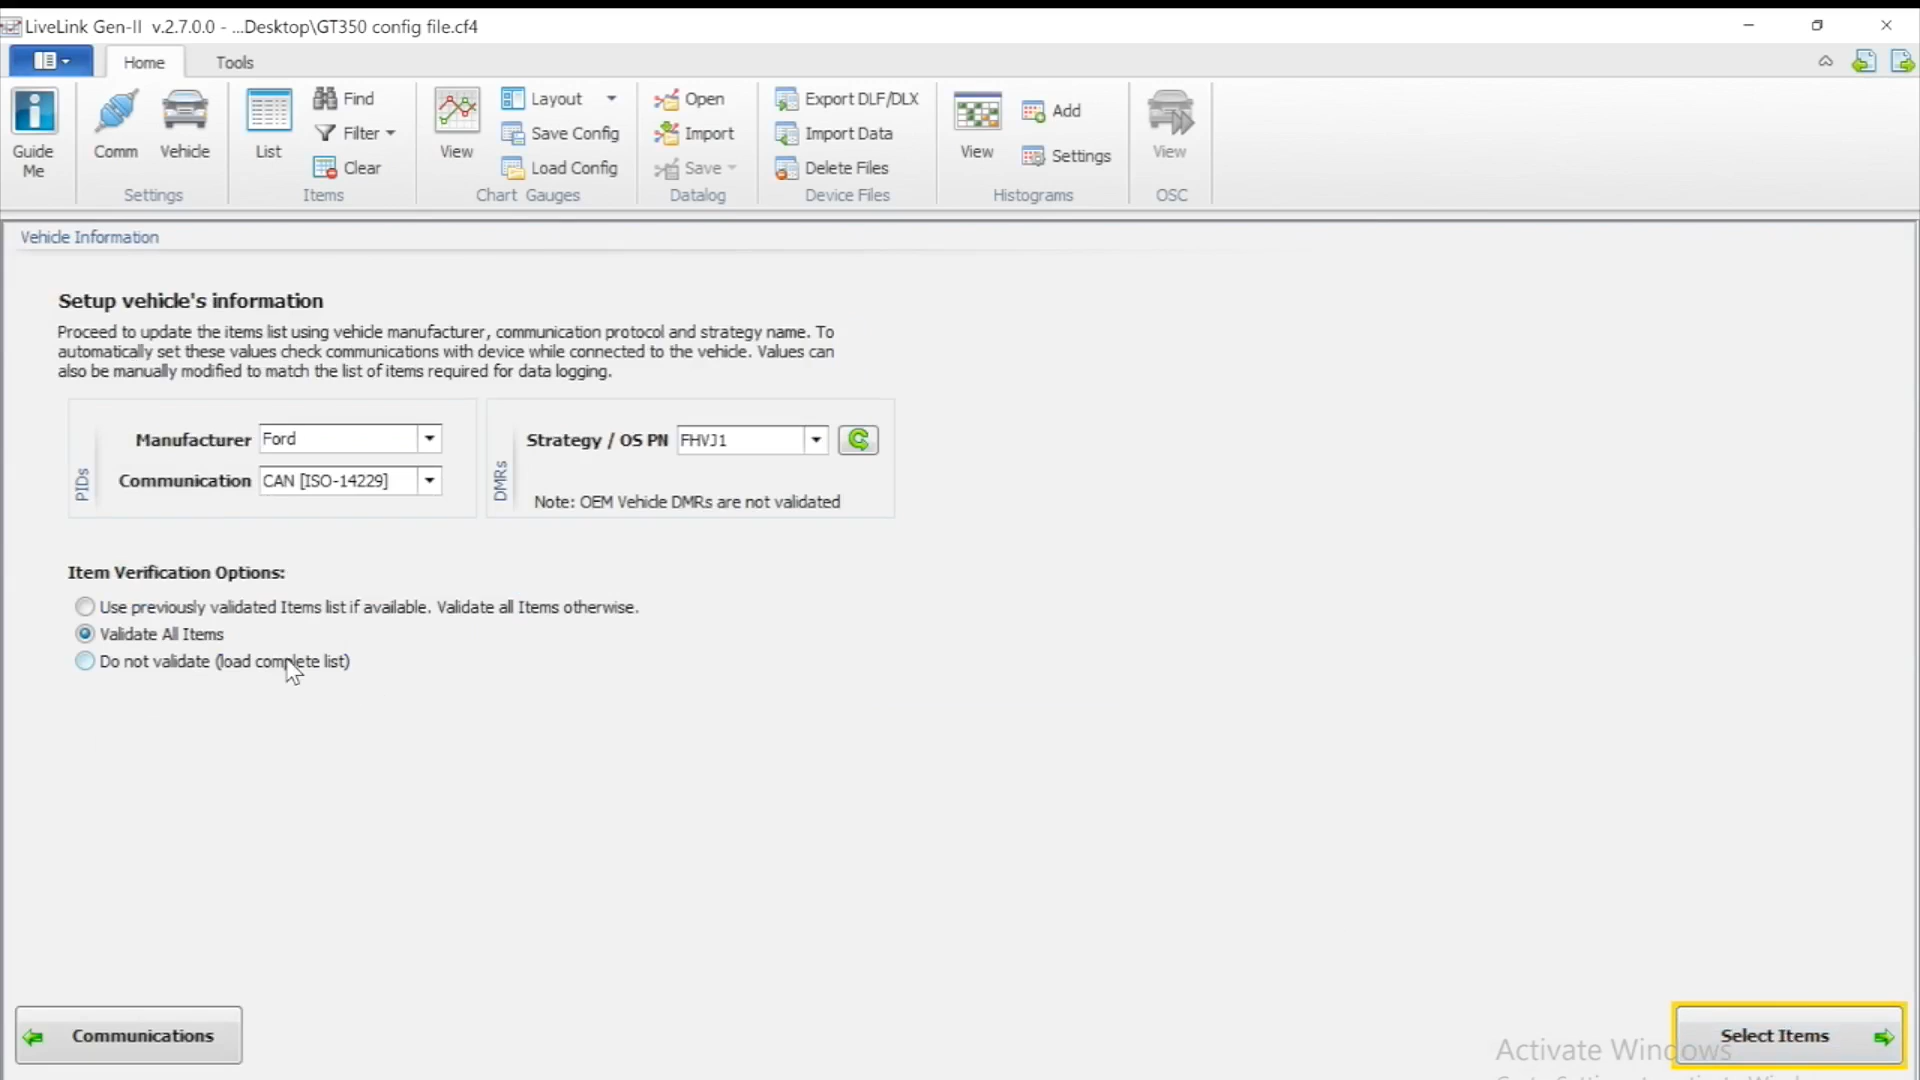 LiveLink Gen-II v.2.7.0.0 - ...Desktop\GT350 config file.cf4
Home
Tools
Guide
Me
Comm
Vehicle
Settings
List
Find
Filter
Clear
Items
View
Layout
Save Config
Load Config
Chart Gauges
Open
Import
Save
Datalog
Export DLF/DLX
Import Data
Delete Files
Device Files
View
Add
Settings
Histograms
View
OSC
Vehicle Information
Setup vehicle's information
Proceed to update the items list using vehicle manufacturer, communication protocol and strategy name. To
automatically set these values check communications with device while connected to the vehicle. Values can
also be manually modified to match the list of items required for data logging.
PIDs
Manufacturer Ford
Communication CAN [ISO-14229]
DMRs
Strategy / OS PN FHVJ1
Note: OEM Vehicle DMRs are not validated
Item Verification Options:
Use previously validated Items list if available. Validate all Items otherwise.
Validate All Items
Do not validate (load complete list)
Communications
Select Items
Activate Windows